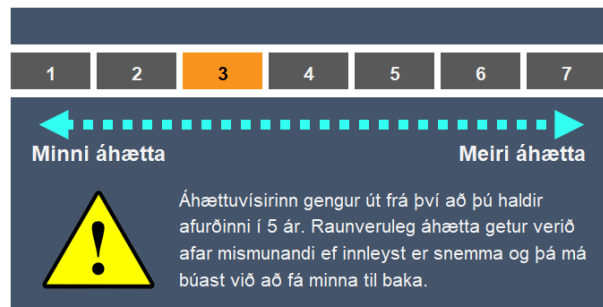 1 2 3 4 5 6 7
Minni áhætta Meiri áhætta
Áhættuvísirinn gengur út frá því að þú haldir
afurðinni í 5 ár. Raunveruleg áhætta getur verið
afar mismunandi ef innleyst er snemma og þá má
búast við að fá minna til baka.